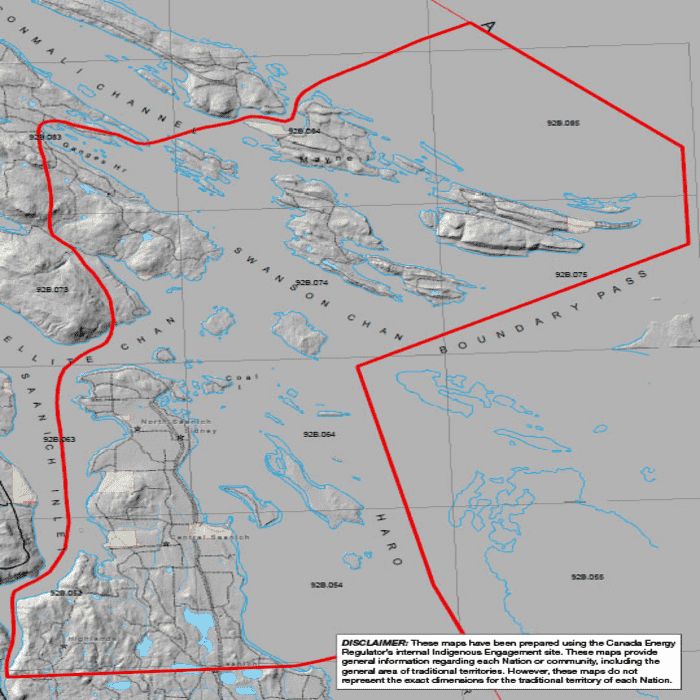 A
CONMALI CHANNEL
92B.085
92B.084
92B.083
Ganges Hr
Mayne
SWANSON CHAN
92B.075
92B.074
92B.073
BOUNDARY PASS
ELLITE CHAN
Coal
I.
SAANICH INLET
North Saanich
Sidney
92B.064
92B.063
HARO
Central Saanich
92B.055
92B.054
92B.053
Highlands
DISCLAIMER: These maps have been prepared using the Canada Energy
Regulator's internal Indigenous Engagement site. These maps provide
general information regarding each Nation or community, including the
general area of traditional territories. However, these maps do not
represent the exact dimensions for the traditional territory of each Nation.